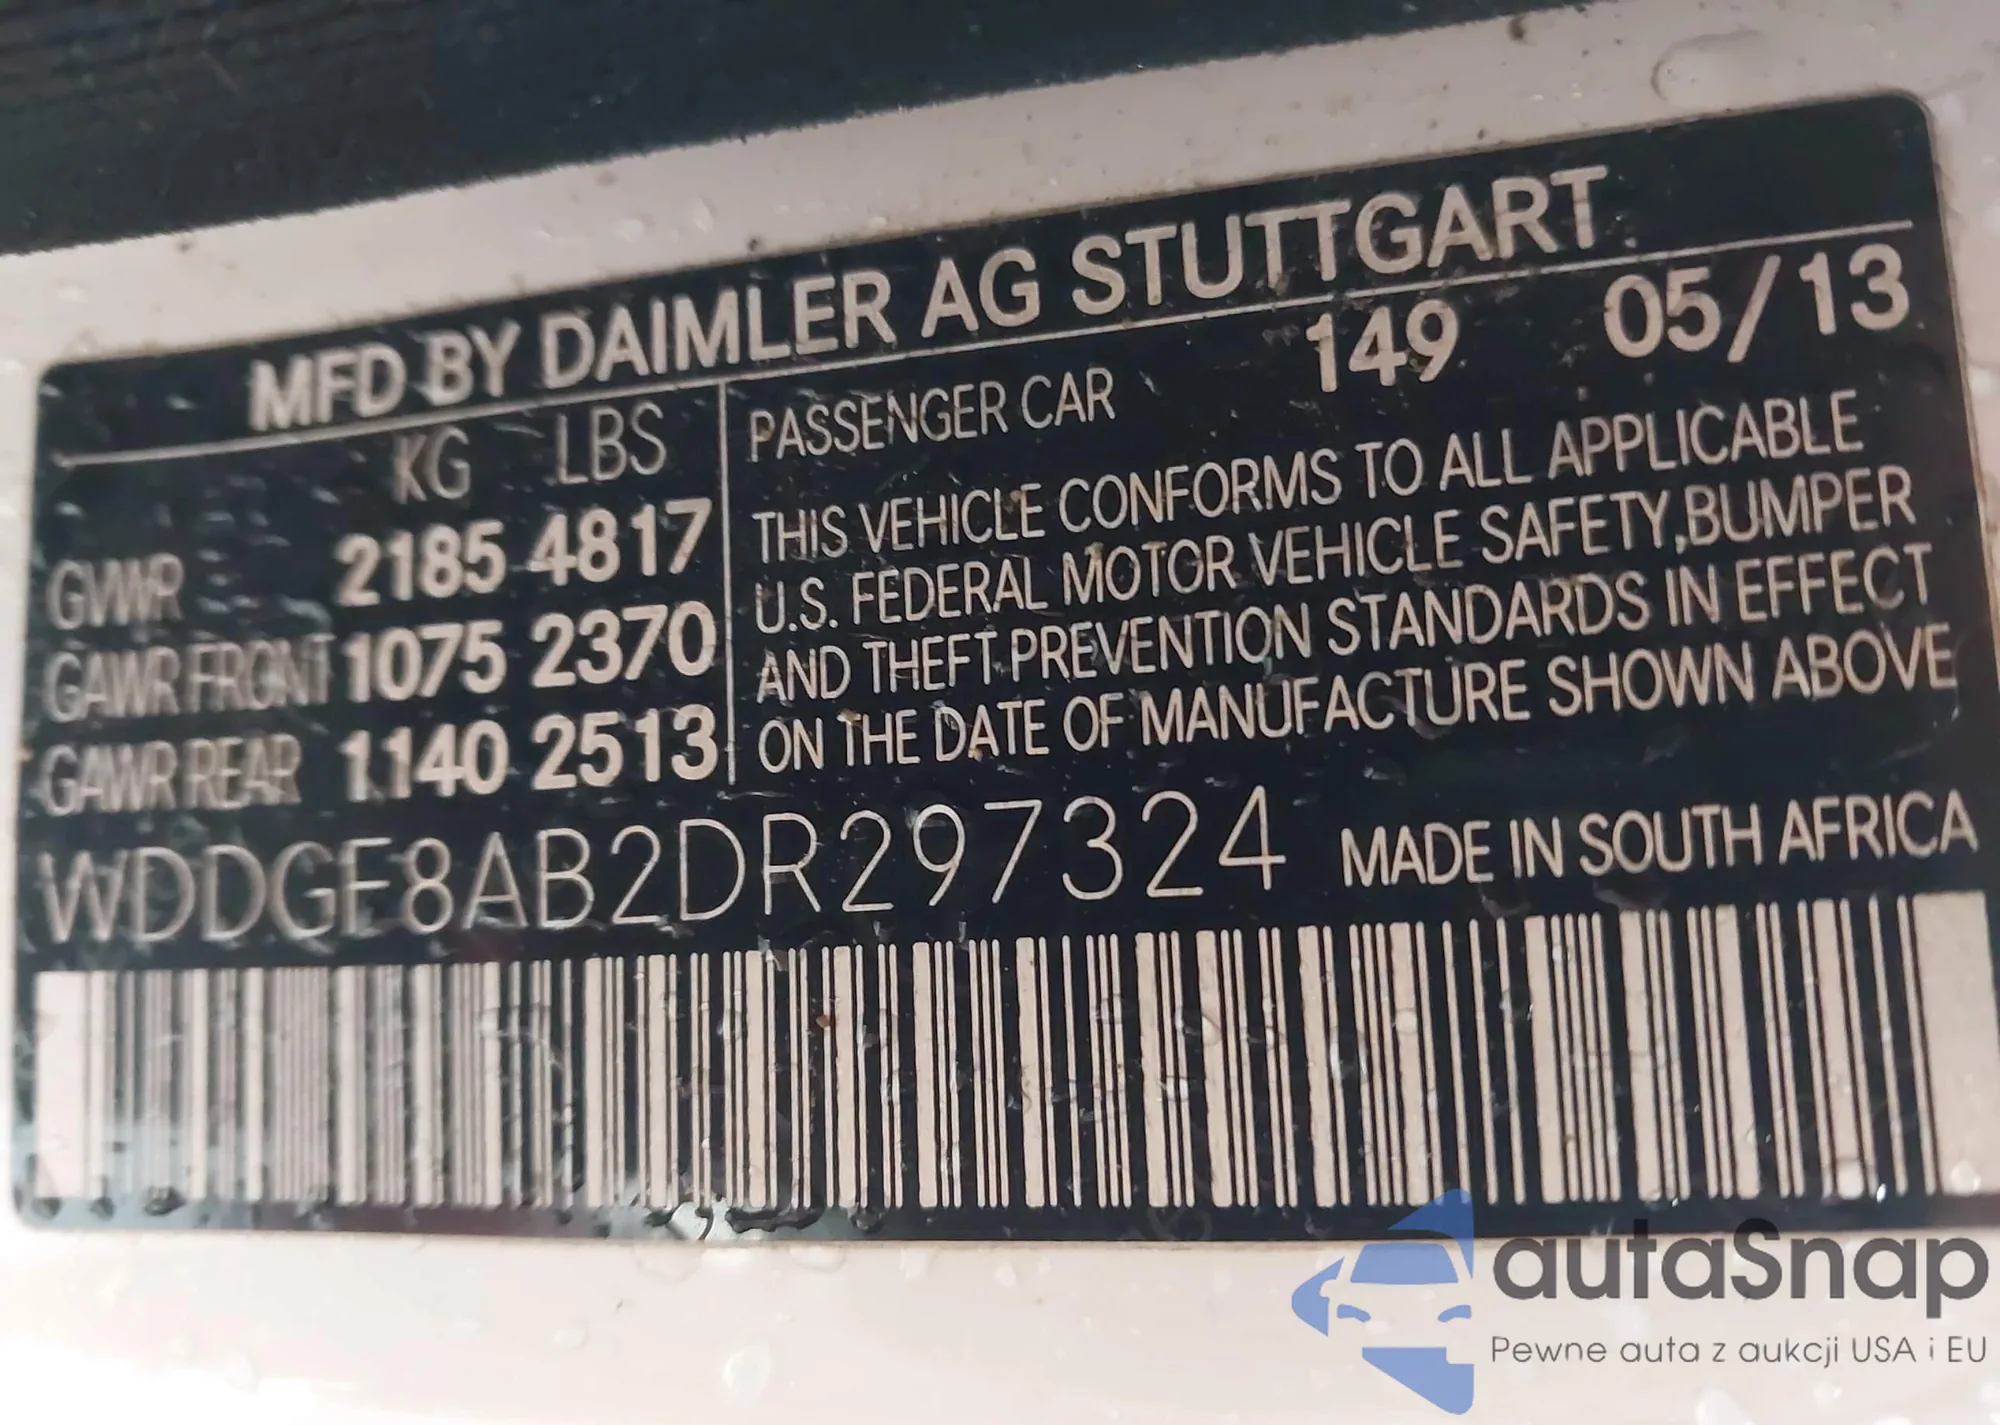 MFD BY DAIMLER AG STUTTGART
KG LBS
GVWR 2185 4817
GAWR FRONT 1075 2370
GAWR REAR 1140 2513
PASSENGER CAR 149 05/13
THIS VEHICLE CONFORMS TO ALL APPLICABLE
U.S. FEDERAL MOTOR VEHICLE SAFETY,BUMPER
AND THEFT PREVENTION STANDARDS IN EFFECT
ON THE DATE OF MANUFACTURE SHOWN ABOVE
WDDGF8AB2DR297324 MADE IN SOUTH AFRICA
autaSnap
Pewne auta z aukcji USA i EU